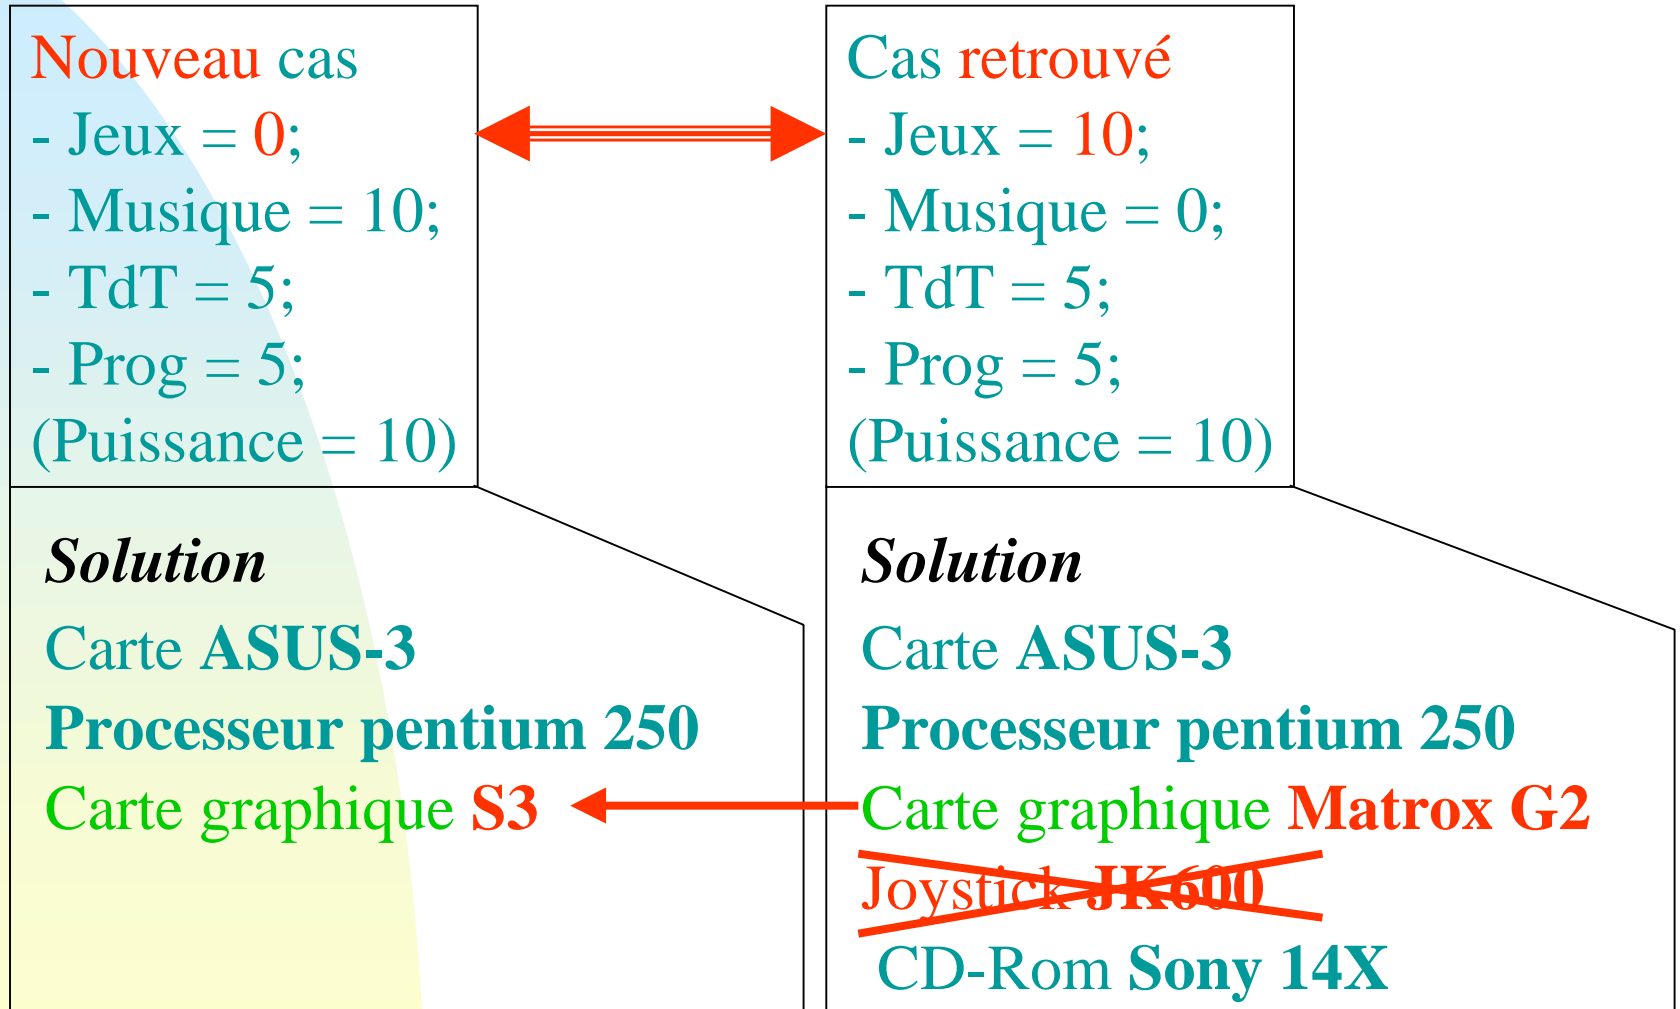 Nouveau cas
- Jeux = 0;
- Musique = 10;
- TdT = 5;
- Prog = 5;
(Puissance = 10)
Solution
Carte ASUS-3
Processeur pentium 250
Carte graphique S3
Cas retrouvé
- Jeux = 10;
- Musique = 0;
- TdT = 5;
- Prog = 5;
(Puissance = 10)
Solution
Carte ASUS-3
Processeur pentium 250
Carte graphique Matrox G2
Joystick JK600
CD-Rom Sony 14X